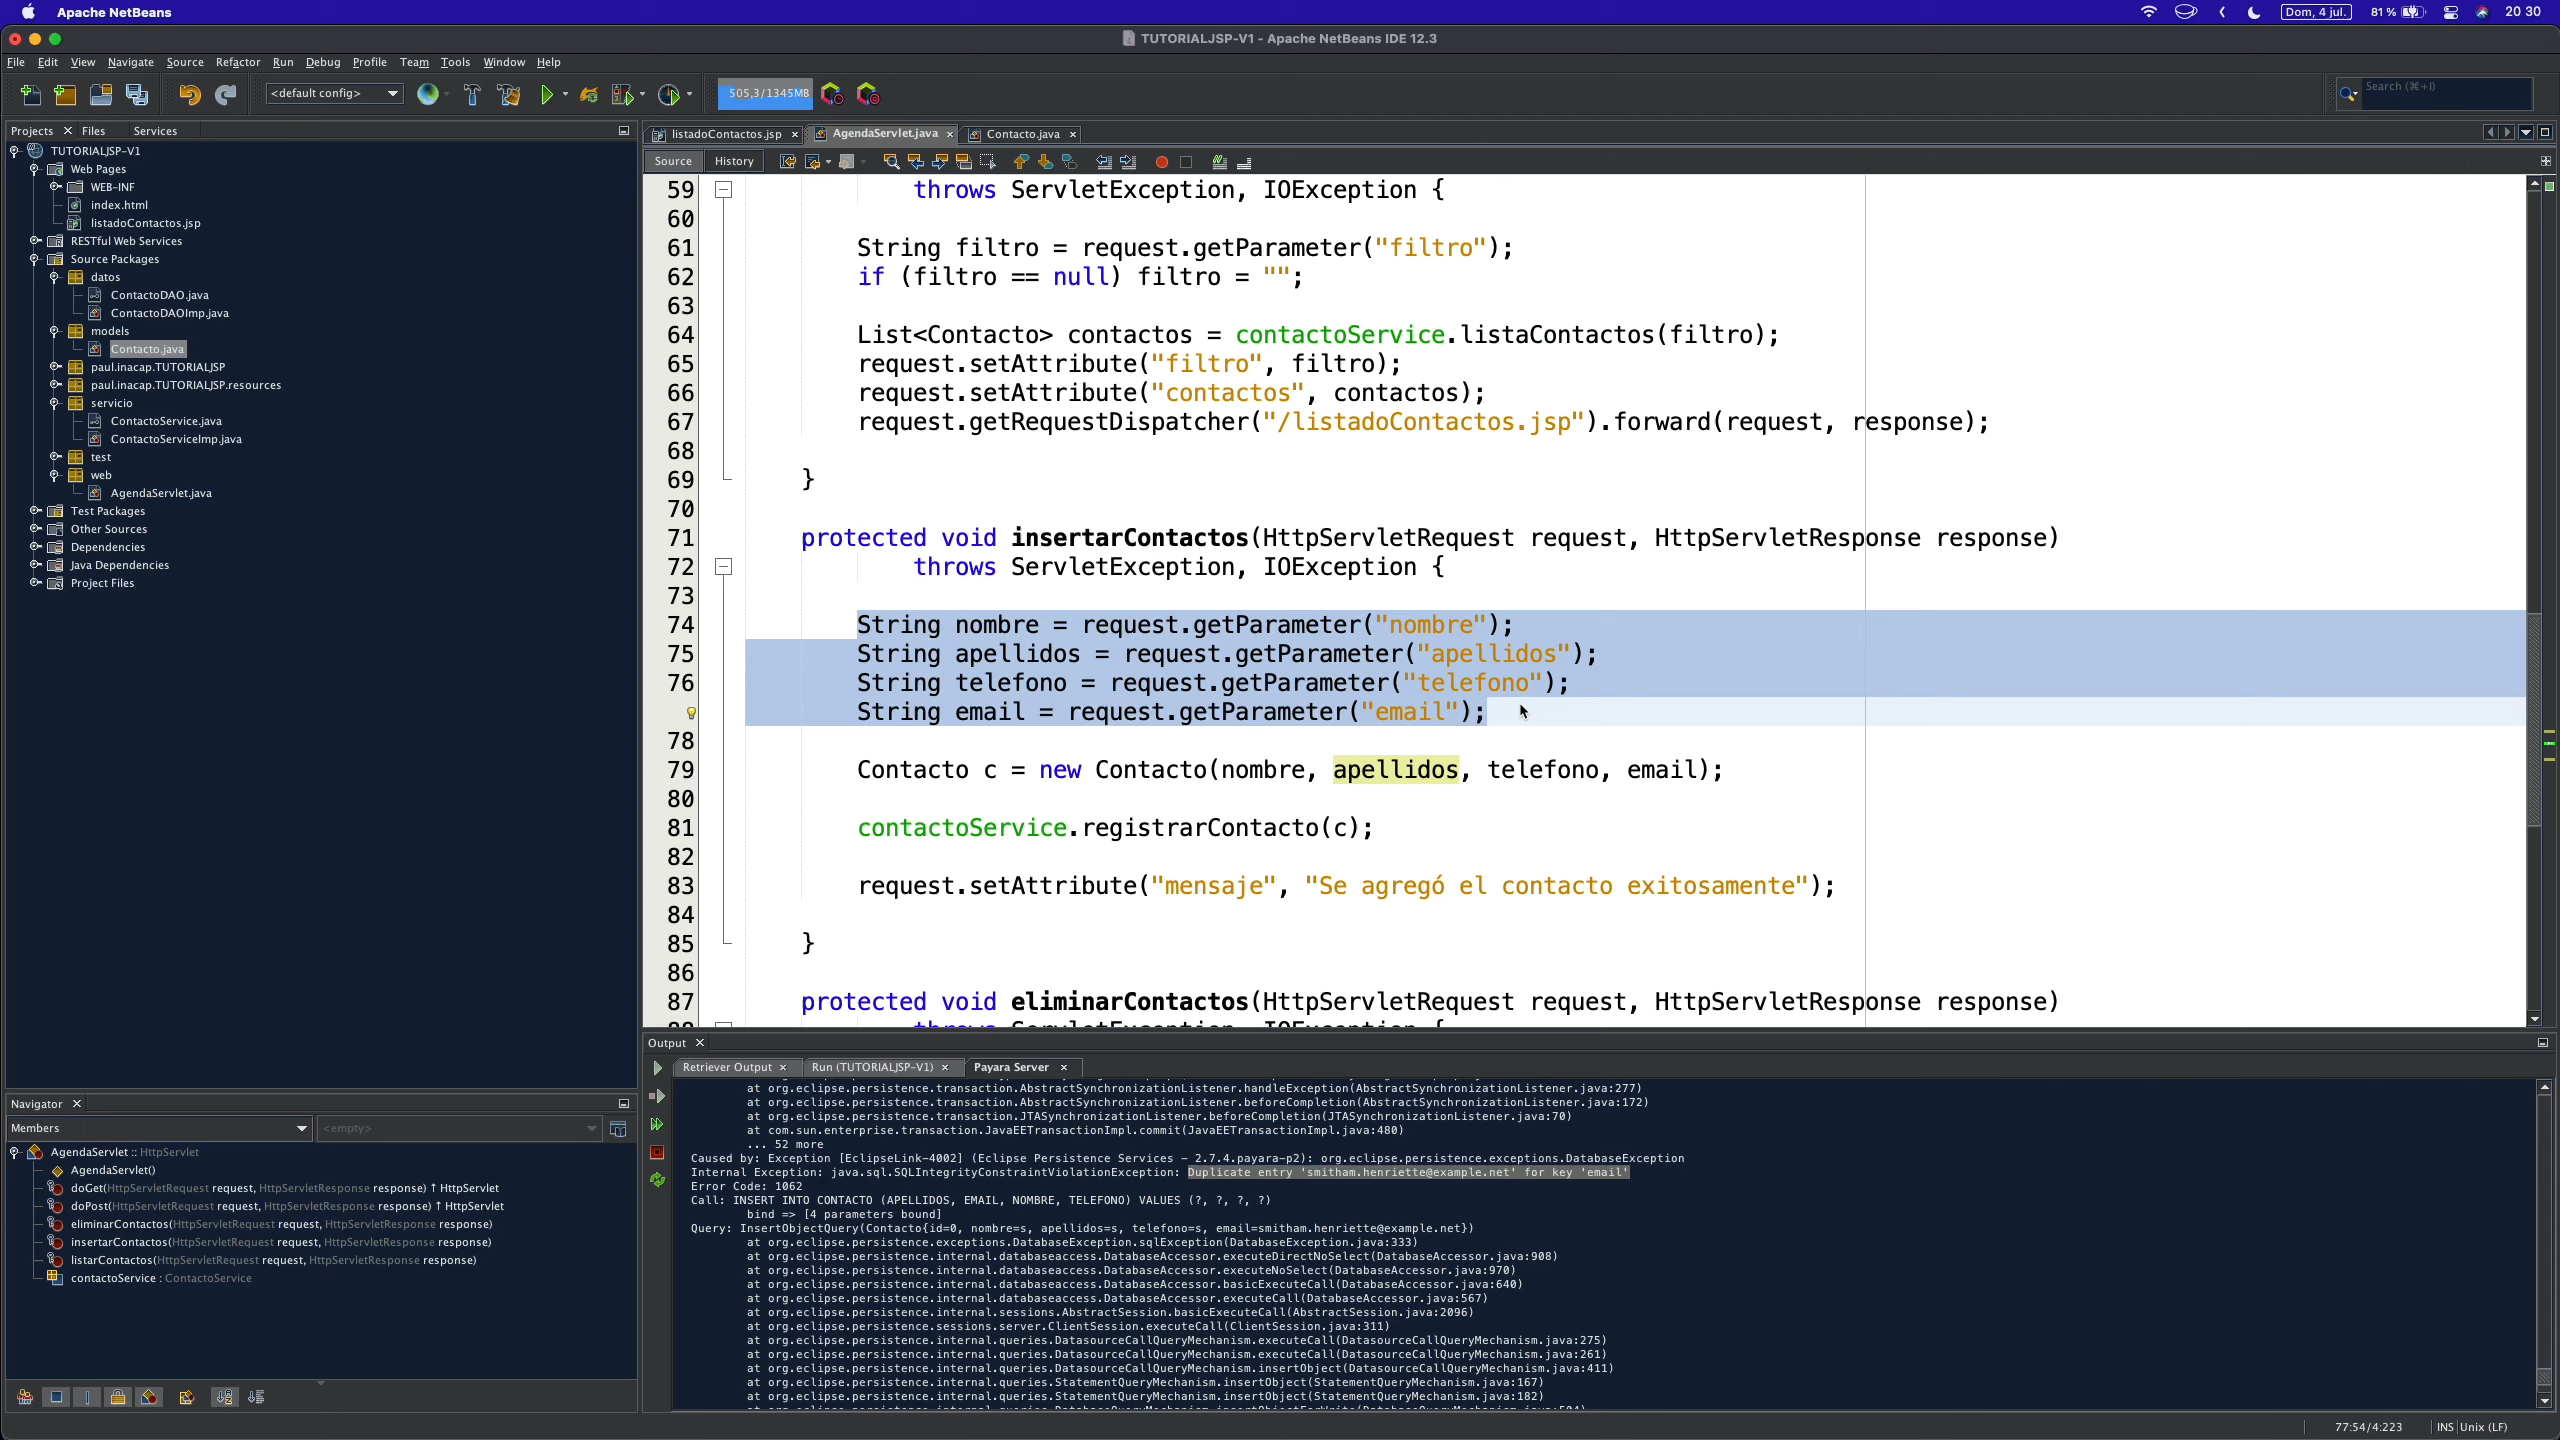 Apache NetBeans
Dom, 4 jul.
81 %
20 30
TUTORIALJSP-V1 - Apache NetBeans IDE 12.3
File Edit View Navigate Source Refactor Run Debug Profile Team Tools Window Help
<default config>
505,3/1345MB
Search (⌘+I)
Projects Files Services
TUTORIALJSP-V1
Web Pages
WEB-INF
index.html
listadoContactos.jsp
RESTful Web Services
Source Packages
datos
ContactoDAO.java
ContactoDAOImp.java
models
Contacto.java
paul.inacap.TUTORIALJSP
paul.inacap.TUTORIALJSP.resources
servicio
ContactoService.java
ContactoServiceImp.java
test
web
AgendaServlet.java
Test Packages
Other Sources
Dependencies
Java Dependencies
Project Files
Navigator
Members
<empty>
AgendaServlet :: HttpServlet
AgendaServlet()
doGet(HttpServletRequest request, HttpServletResponse response) ↑ HttpServlet
doPost(HttpServletRequest request, HttpServletResponse response) ↑ HttpServlet
eliminarContactos(HttpServletRequest request, HttpServletResponse response)
insertarContactos(HttpServletRequest request, HttpServletResponse response)
listarContactos(HttpServletRequest request, HttpServletResponse response)
contactoService : ContactoService
listadoContactos.jsp AgendaServlet.java Contacto.java
Source History
59 throws ServletException, IOException {
60
61 String filtro = request.getParameter("filtro");
62 if (filtro == null) filtro = "";
63
64 List<Contacto> contactos = contactoService.listaContactos(filtro);
65 request.setAttribute("filtro", filtro);
66 request.setAttribute("contactos", contactos);
67 request.getRequestDispatcher("/listadoContactos.jsp").forward(request, response);
68
69 }
70
71 protected void insertarContactos(HttpServletRequest request, HttpServletResponse response)
72 throws ServletException, IOException {
73
74 String nombre = request.getParameter("nombre");
75 String apellidos = request.getParameter("apellidos");
76 String telefono = request.getParameter("telefono");
String email = request.getParameter("email");
78
79 Contacto c = new Contacto(nombre, apellidos, telefono, email);
80
81 contactoService.registrarContacto(c);
82
83 request.setAttribute("mensaje", "Se agregó el contacto exitosamente");
84
85 }
86
87 protected void eliminarContactos(HttpServletRequest request, HttpServletResponse response)
88 throws ServletException, IOException {
Output
Retriever Output Run (TUTORIALJSP-V1) Payara Server
at org.eclipse.persistence.transaction.AbstractSynchronizationListener.handleException(AbstractSynchronizationListener.java:277)
at org.eclipse.persistence.transaction.AbstractSynchronizationListener.beforeCompletion(AbstractSynchronizationListener.java:172)
at org.eclipse.persistence.transaction.JTASynchronizationListener.beforeCompletion(JTASynchronizationListener.java:70)
at com.sun.enterprise.transaction.JavaEETransactionImpl.commit(JavaEETransactionImpl.java:480)
... 52 more
Caused by: Exception [EclipseLink-4002] (Eclipse Persistence Services - 2.7.4.payara-p2): org.eclipse.persistence.exceptions.DatabaseException
Internal Exception: java.sql.SQLIntegrityConstraintViolationException: Duplicate entry 'smitham.henriette@example.net' for key 'email'
Error Code: 1062
Call: INSERT INTO CONTACTO (APELLIDOS, EMAIL, NOMBRE, TELEFONO) VALUES (?, ?, ?, ?)
bind => [4 parameters bound]
Query: InsertObjectQuery(Contacto{id=0, nombre=s, apellidos=s, telefono=s, email=smitham.henriette@example.net})
at org.eclipse.persistence.exceptions.DatabaseException.sqlException(DatabaseException.java:333)
at org.eclipse.persistence.internal.databaseaccess.DatabaseAccessor.executeDirectNoSelect(DatabaseAccessor.java:908)
at org.eclipse.persistence.internal.databaseaccess.DatabaseAccessor.executeNoSelect(DatabaseAccessor.java:970)
at org.eclipse.persistence.internal.databaseaccess.DatabaseAccessor.basicExecuteCall(DatabaseAccessor.java:640)
at org.eclipse.persistence.internal.databaseaccess.DatabaseAccessor.executeCall(DatabaseAccessor.java:567)
at org.eclipse.persistence.internal.sessions.AbstractSession.basicExecuteCall(AbstractSession.java:2096)
at org.eclipse.persistence.sessions.server.ClientSession.executeCall(ClientSession.java:311)
at org.eclipse.persistence.internal.queries.DatasourceCallQueryMechanism.executeCall(DatasourceCallQueryMechanism.java:275)
at org.eclipse.persistence.internal.queries.DatasourceCallQueryMechanism.executeCall(DatasourceCallQueryMechanism.java:261)
at org.eclipse.persistence.internal.queries.DatasourceCallQueryMechanism.insertObject(DatasourceCallQueryMechanism.java:411)
at org.eclipse.persistence.internal.queries.StatementQueryMechanism.insertObject(StatementQueryMechanism.java:167)
at org.eclipse.persistence.internal.queries.StatementQueryMechanism.insertObject(StatementQueryMechanism.java:182)
77:54/4:223 INS Unix (LF)